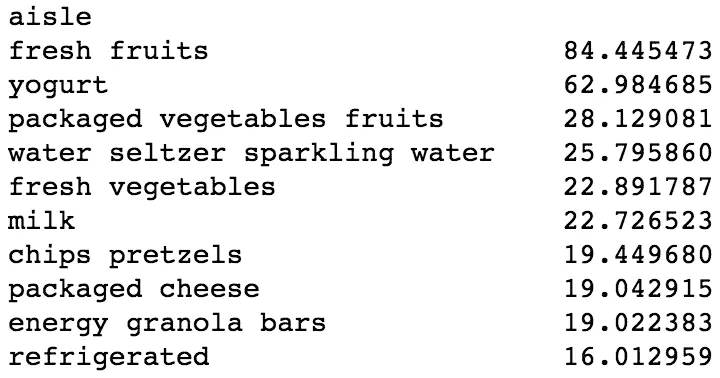 aisle
fresh fruits 84.445473
yogurt 62.984685
packaged vegetables fruits 28.129081
water seltzer sparkling water 25.795860
fresh vegetables 22.891787
milk 22.726523
chips pretzels 19.449680
packaged cheese 19.042915
energy granola bars 19.022383
refrigerated 16.012959